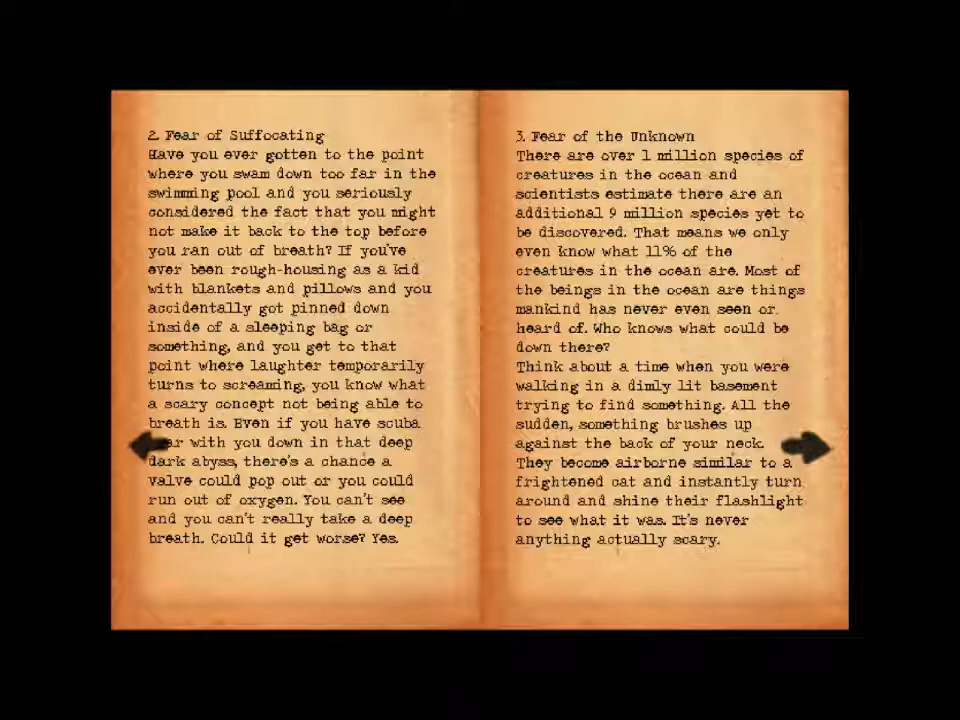 2. Fear of Suffocating
Have you ever gotten to the point
where you swam down too far in the
swimming pool and you seriously
considered the fact that you might
not make it back to the top before
you ran out of breath? If you've
ever been rough-housing as a kid
with blankets and pillows and you
accidentally got pinned down
inside of a sleeping bag or
something, and you get to that
point where laughter temporarily
turns to screaming, you know what
a scary concept not being able to
breath is. Even if you have scuba
with you down in that deep
dark abyss, there's a chance a
valve could pop out or you could
run out of oxygen. You can't see
and you can't really take a deep
breath. Could it get worse? Yes.
3. Fear of the Unknown
There are over 1 million species of
creatures in the ocean and
scientists estimate there are an
additional 9 million species yet to
be discovered. That means we only
even know what 11% of the
creatures in the ocean are. Most of
the beings in the ocean are things
mankind has never even seen or
heard of. Who knows what could be
down there?
Think about a time when you were
walking in a dimly lit basement
trying to find something. All the
sudden, something brushes up
against the back of your neck.
They become airborne similar to a
frightened cat and instantly turn
around and shine their flashlight
to see what it was. It's never
anything actually scary.